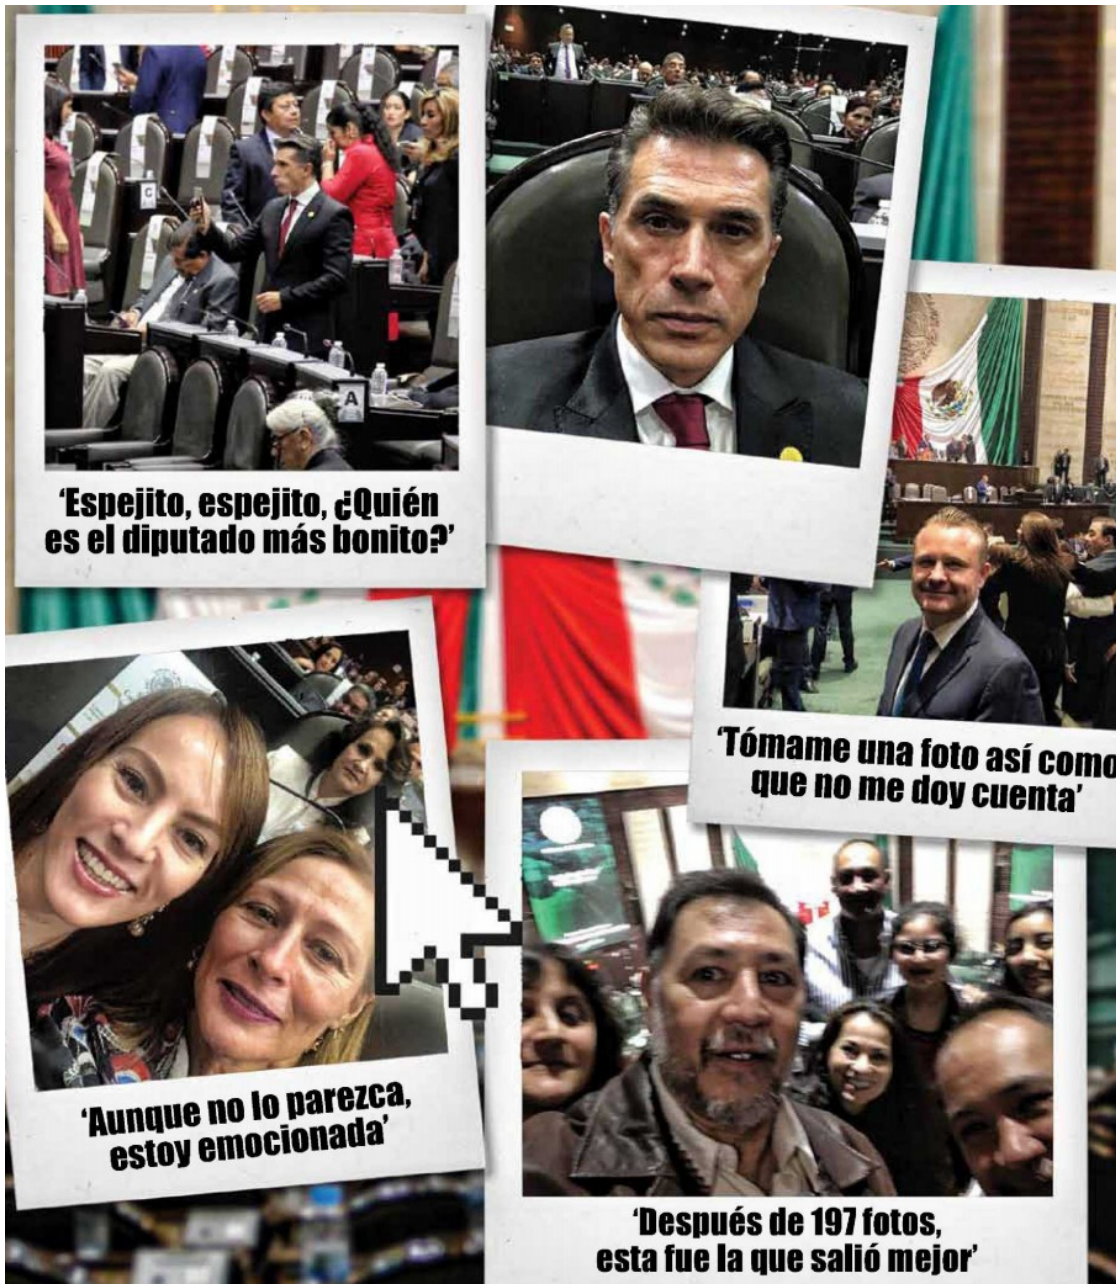 C
A
‘Espejito, espejito, ¿Quién
es el diputado más bonito?’
‘Tómame una foto así como
que no me doy cuenta’
‘Aunque no lo parezca,
estoy emocionada’
‘Después de 197 fotos,
esta fue la que salió mejor’